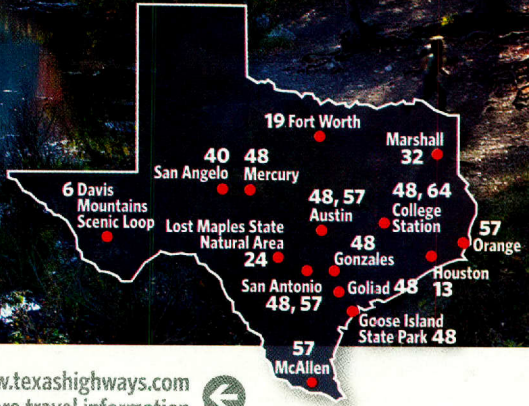 19 Fort Worth
Marshall
32
40
San Angelo
48
Mercury
6 Davis
Mountains
Scenic Loop
48, 57
Austin
48, 64
College
Station
57
Orange
Lost Maples State
Natural Area
24
48
Gonzales
Houston
13
San Antonio
48, 57
Goliad 48
Goose Island
State Park 48
57
McAllen
w.texashighways.com
travel information